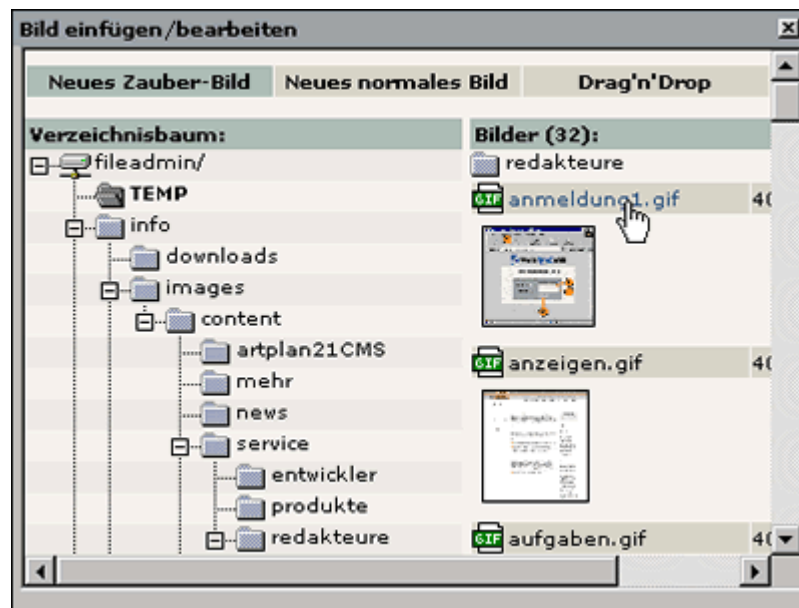 Bild einfügen/bearbeiten
Neues Zauber-Bild Neues normales Bild Drag'n'Drop
Verzeichnisbaum:
fileadmin/
TEMP
info
downloads
images
content
artplan21CMS
mehr
news
service
entwickler
produkte
redakteure
Bilder (32):
redakteure
GIF anmeldung1.gif
GIF anzeigen.gif
GIF aufgaben.gif